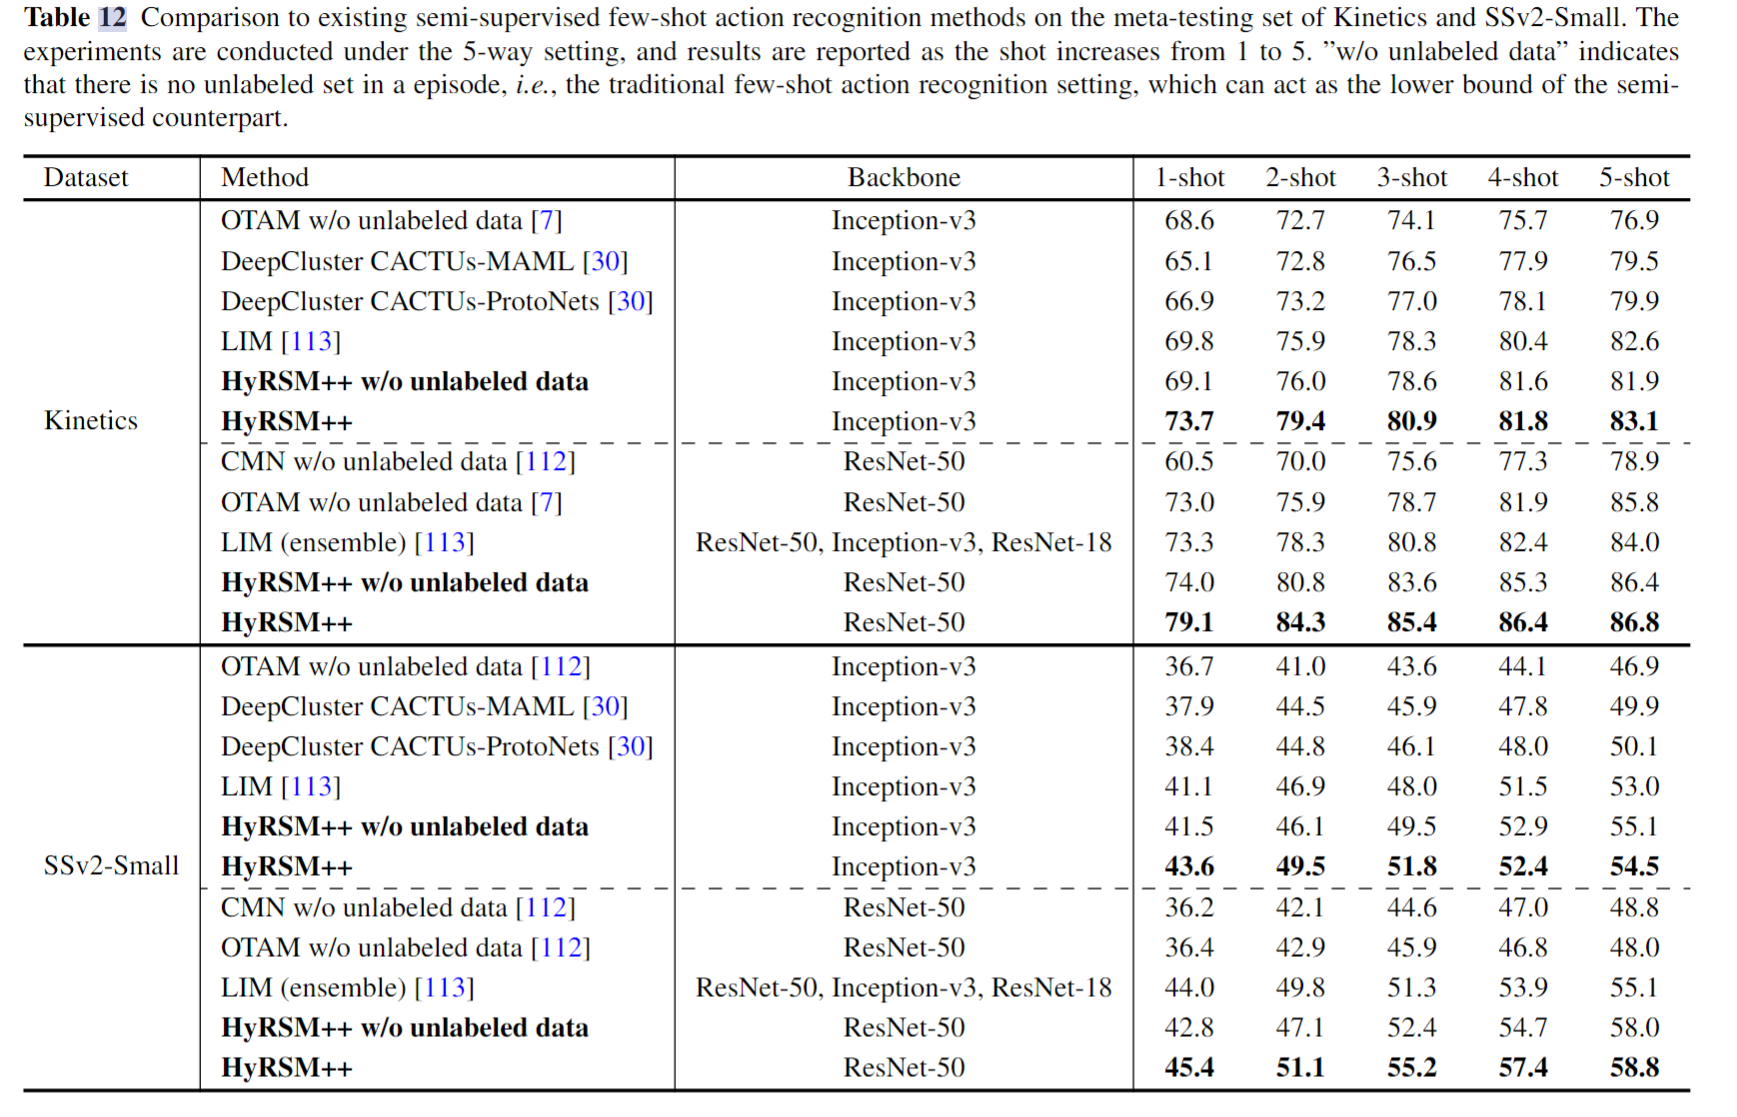 Table 12 Comparison to existing semi-supervised few-shot action recognition methods on the meta-testing set of Kinetics and SSv2-Small. The
experiments are conducted under the 5-way setting, and results are reported as the shot increases from 1 to 5. ”w/o unlabeled data” indicates
that there is no unlabeled set in a episode, i.e., the traditional few-shot action recognition setting, which can act as the lower bound of the semi-
supervised counterpart.
Dataset Method Backbone 1-shot 2-shot 3-shot 4-shot 5-shot
OTAM w/o unlabeled data [7] Inception-v3 68.6 72.7 74.1 75.7 76.9
DeepCluster CACTUs-MAML [30] Inception-v3 65.1 72.8 76.5 77.9 79.5
DeepCluster CACTUs-ProtoNets [30] Inception-v3 66.9 73.2 77.0 78.1 79.9
LIM [113] Inception-v3 69.8 75.9 78.3 80.4 82.6
HyRSM++ w/o unlabeled data Inception-v3 69.1 76.0 78.6 81.6 81.9
Kinetics HyRSM++ Inception-v3 73.7 79.4 80.9 81.8 83.1
CMN w/o unlabeled data [112] ResNet-50 60.5 70.0 75.6 77.3 78.9
OTAM w/o unlabeled data [7] ResNet-50 73.0 75.9 78.7 81.9 85.8
LIM (ensemble) [113] ResNet-50, Inception-v3, ResNet-18 73.3 78.3 80.8 82.4 84.0
HyRSM++ w/o unlabeled data ResNet-50 74.0 80.8 83.6 85.3 86.4
HyRSM++ ResNet-50 79.1 84.3 85.4 86.4 86.8
OTAM w/o unlabeled data [112] Inception-v3 36.7 41.0 43.6 44.1 46.9
DeepCluster CACTUs-MAML [30] Inception-v3 37.9 44.5 45.9 47.8 49.9
DeepCluster CACTUs-ProtoNets [30] Inception-v3 38.4 44.8 46.1 48.0 50.1
LIM [113] Inception-v3 41.1 46.9 48.0 51.5 53.0
HyRSM++ w/o unlabeled data Inception-v3 41.5 46.1 49.5 52.9 55.1
SSv2-Small HyRSM++ Inception-v3 43.6 49.5 51.8 52.4 54.5
CMN w/o unlabeled data [112] ResNet-50 36.2 42.1 44.6 47.0 48.8
OTAM w/o unlabeled data [112] ResNet-50 36.4 42.9 45.9 46.8 48.0
LIM (ensemble) [113] ResNet-50, Inception-v3, ResNet-18 44.0 49.8 51.3 53.9 55.1
HyRSM++ w/o unlabeled data ResNet-50 42.8 47.1 52.4 54.7 58.0
HyRSM++ ResNet-50 45.4 51.1 55.2 57.4 58.8